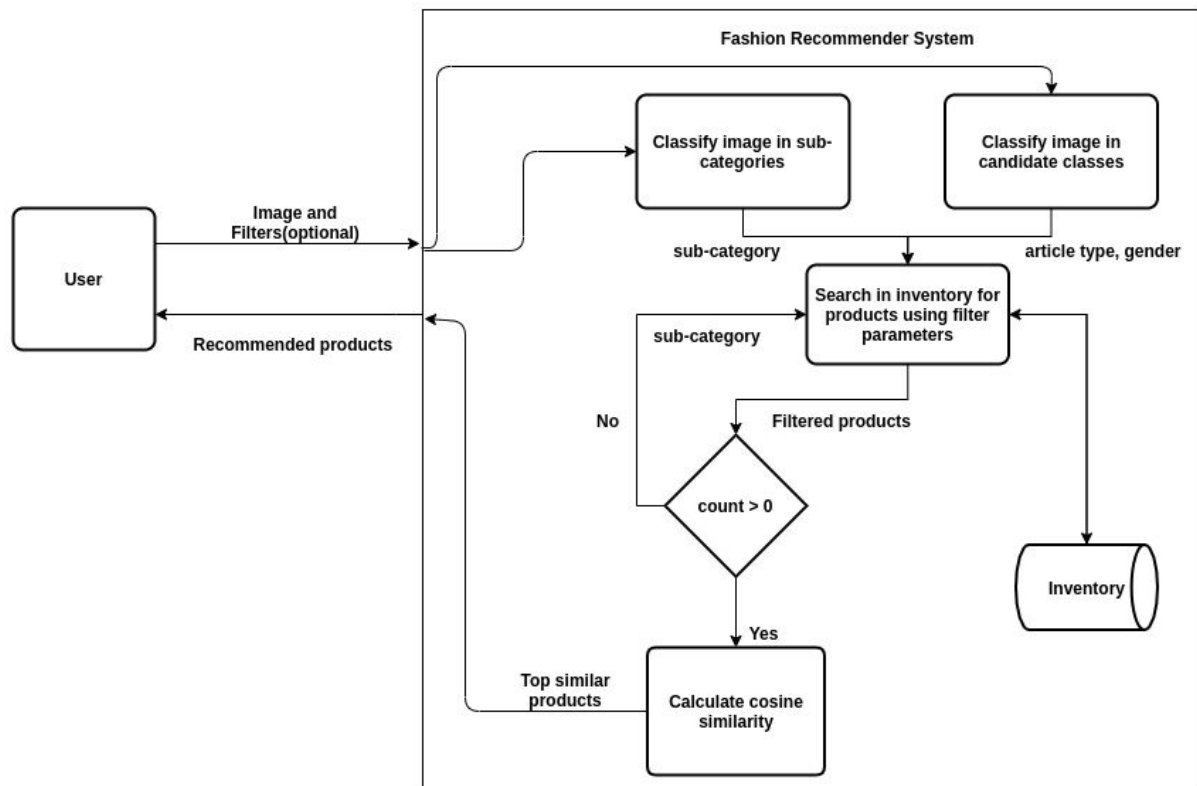 Fashion Recommender System
Classify image in sub-
categories
Classify image in
candidate classes
Image and
Filters(optional)
User
sub-category
article type, gender
Search in inventory for
products using filter
parameters
Recommended products
sub-category
No
Filtered products
count > 0
Inventory
Yes
Top similar
products
Calculate cosine
similarity